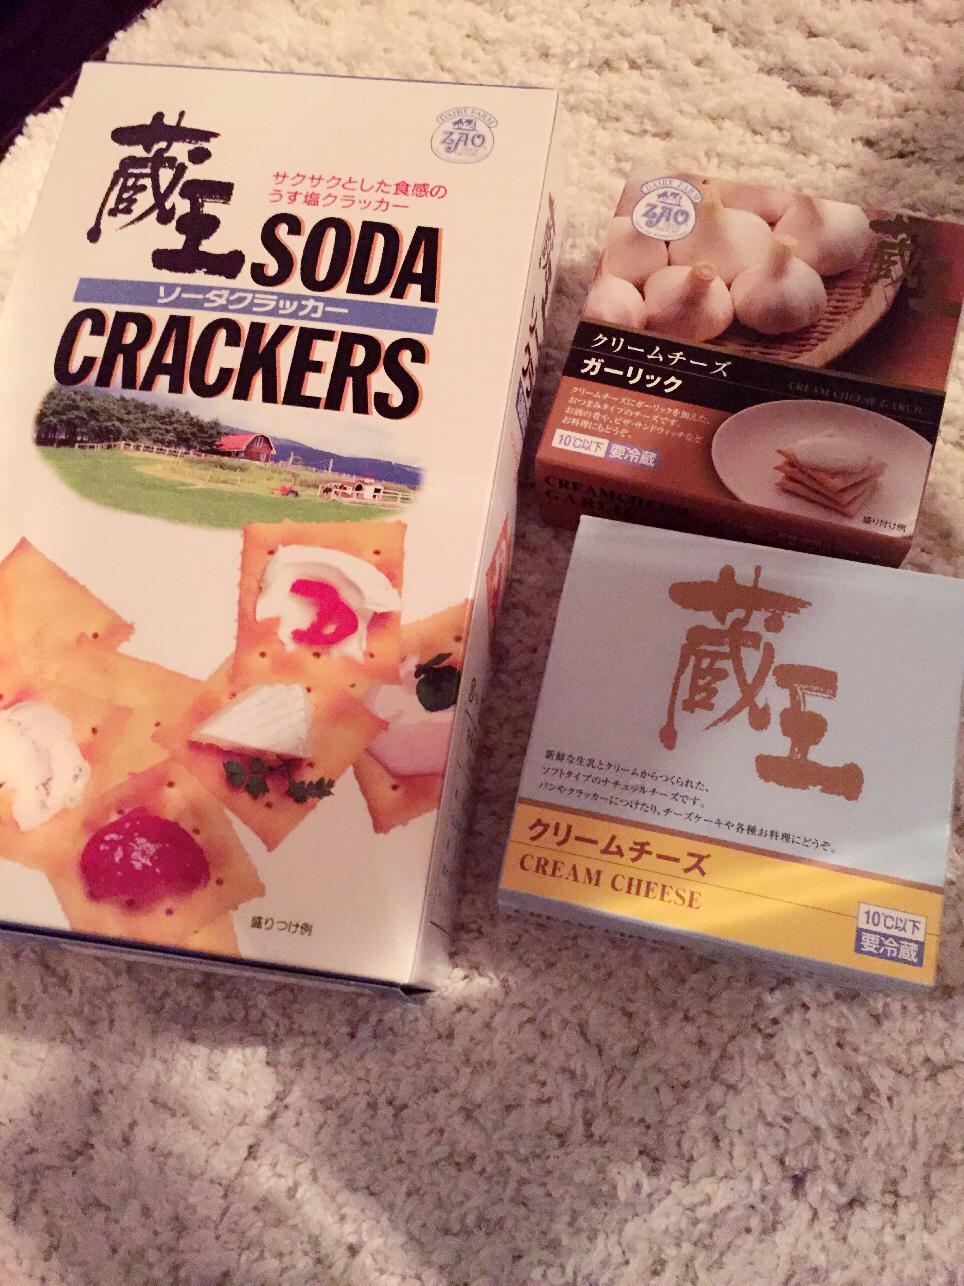 蔵王
DAIRY FARM
ZAO
サクサクとした食感の
うす塩クラッカー
SODA
ソーダクラッカー
CRACKERS
盛りつけ例
DAIRY FARM
ZAO
蔵王
クリームチーズ
ガーリック
CREAM CHEESE GARLIC
クリームチーズにガーリックを加えた、
おつまみタイプのチーズです。
お酒の肴や、ピザ・サンドウィッチなど
お料理にもどうぞ。
10℃以下 要冷蔵
盛り付け例
CREAMCHEESE
GARLIC
蔵王
新鮮な生乳とクリームからつくられた、
ソフトタイプのナチュラルチーズです。
パンやクラッカーにつけたり、チーズケーキや各種お料理にどうぞ。
クリームチーズ
CREAM CHEESE
10℃以下
要冷蔵